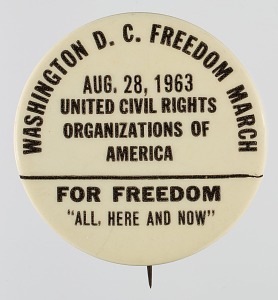 WASHINGTON D. C. FREEDOM MARCH
AUG. 28, 1963
UNITED CIVIL RIGHTS
ORGANIZATIONS OF
AMERICA
FOR FREEDOM
"ALL, HERE AND NOW"